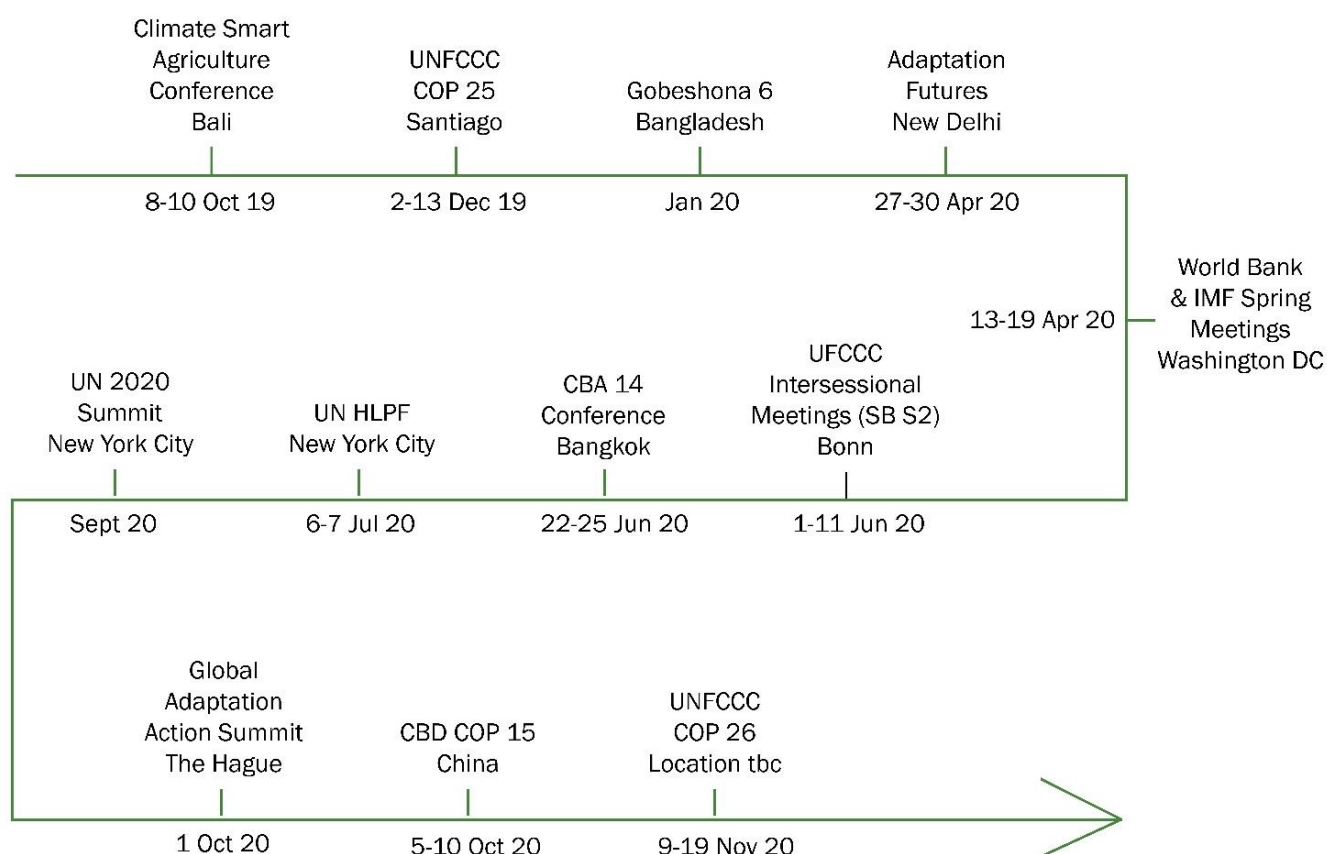 Climate Smart
Agriculture
Conference
Bali
8-10 Oct 19
UNFCCC
COP 25
Santiago
2-13 Dec 19
Gobeshona 6
Bangladesh
Jan 20
Adaptation
Futures
New Delhi
27-30 Apr 20
World Bank
& IMF Spring
Meetings
Washington DC
13-19 Apr 20
UFCCC
Intersessional
Meetings (SB S2)
Bonn
1-11 Jun 20
CBA 14
Conference
Bangkok
22-25 Jun 20
UN HLPF
New York City
6-7 Jul 20
UN 2020
Summit
New York City
Sept 20
Global
Adaptation
Action Summit
The Hague
1 Oct 20
CBD COP 15
China
5-10 Oct 20
UNFCCC
COP 26
Location tbc
9-19 Nov 20